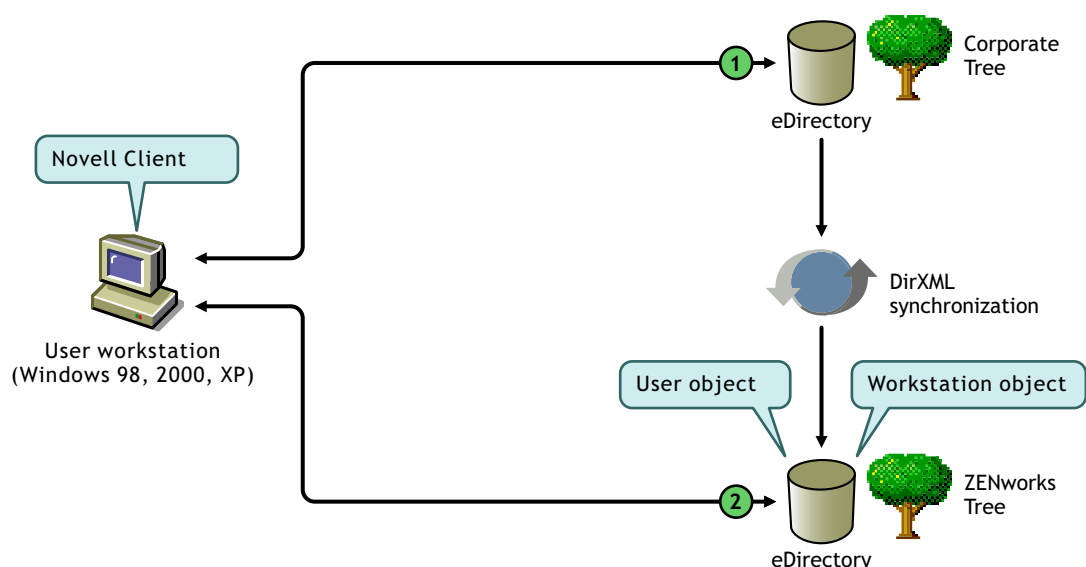 1
Corporate
Tree
eDirectory
Novell Client
DirXML
synchronization
User workstation
(Windows 98, 2000, XP)
User object
Workstation object
2
ZENworks
Tree
eDirectory